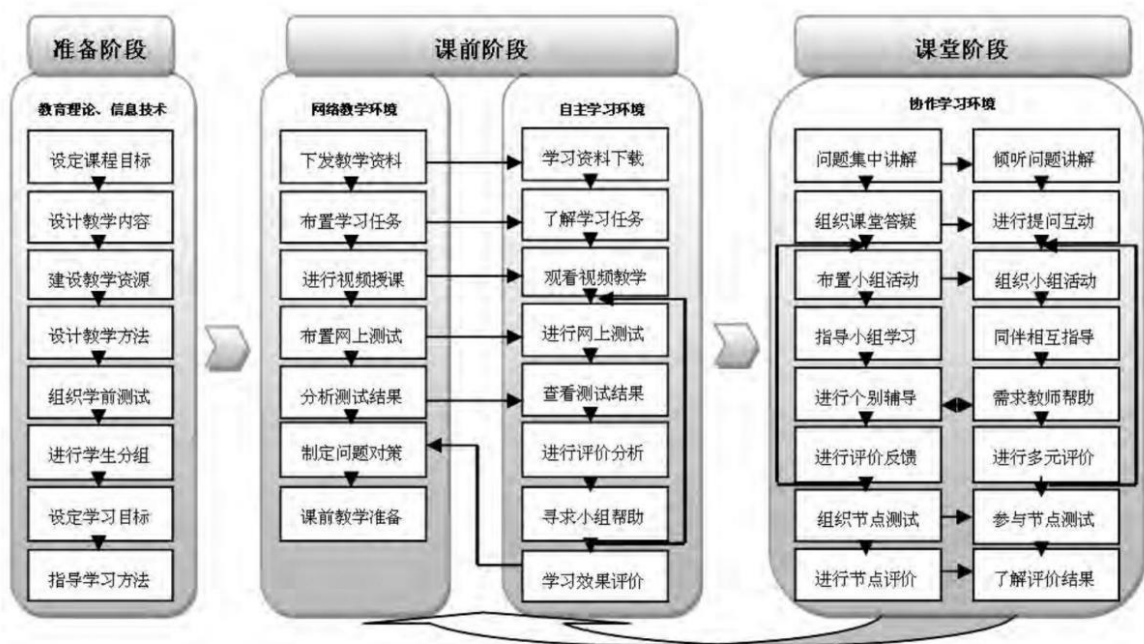 准备阶段
教育理论、信息技术
设定课程目标
设计教学内容
建设教学资源
设计教学方法
组织学前测试
进行学生分组
设定学习目标
指导学习方法
课前阶段
网络教学环境
下发教学资料
布置学习任务
进行视频授课
布置网上测试
分析测试结果
制定问题对策
课前教学准备
自主学习环境
学习资料下载
了解学习任务
观看视频教学
进行网上测试
查看测试结果
进行评价分析
寻求小组帮助
学习效果评价
课堂阶段
协作学习环境
问题集中讲解
组织课堂答疑
布置小组活动
指导小组学习
进行个别辅导
进行评价反馈
组织节点测试
进行节点评价
倾听问题讲解
进行提问互动
组织小组活动
同伴相互指导
需求教师帮助
进行多元评价
参与节点测试
了解评价结果